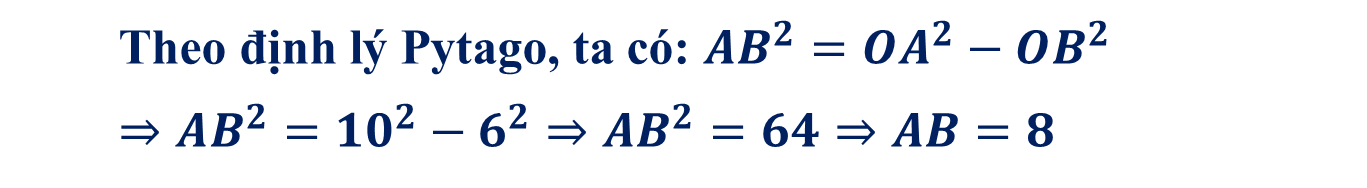 Theo định lý Pytago, ta có: AB² = OA² − OB²
⇒ AB² = 10² − 6² ⇒ AB² = 64 ⇒ AB = 8